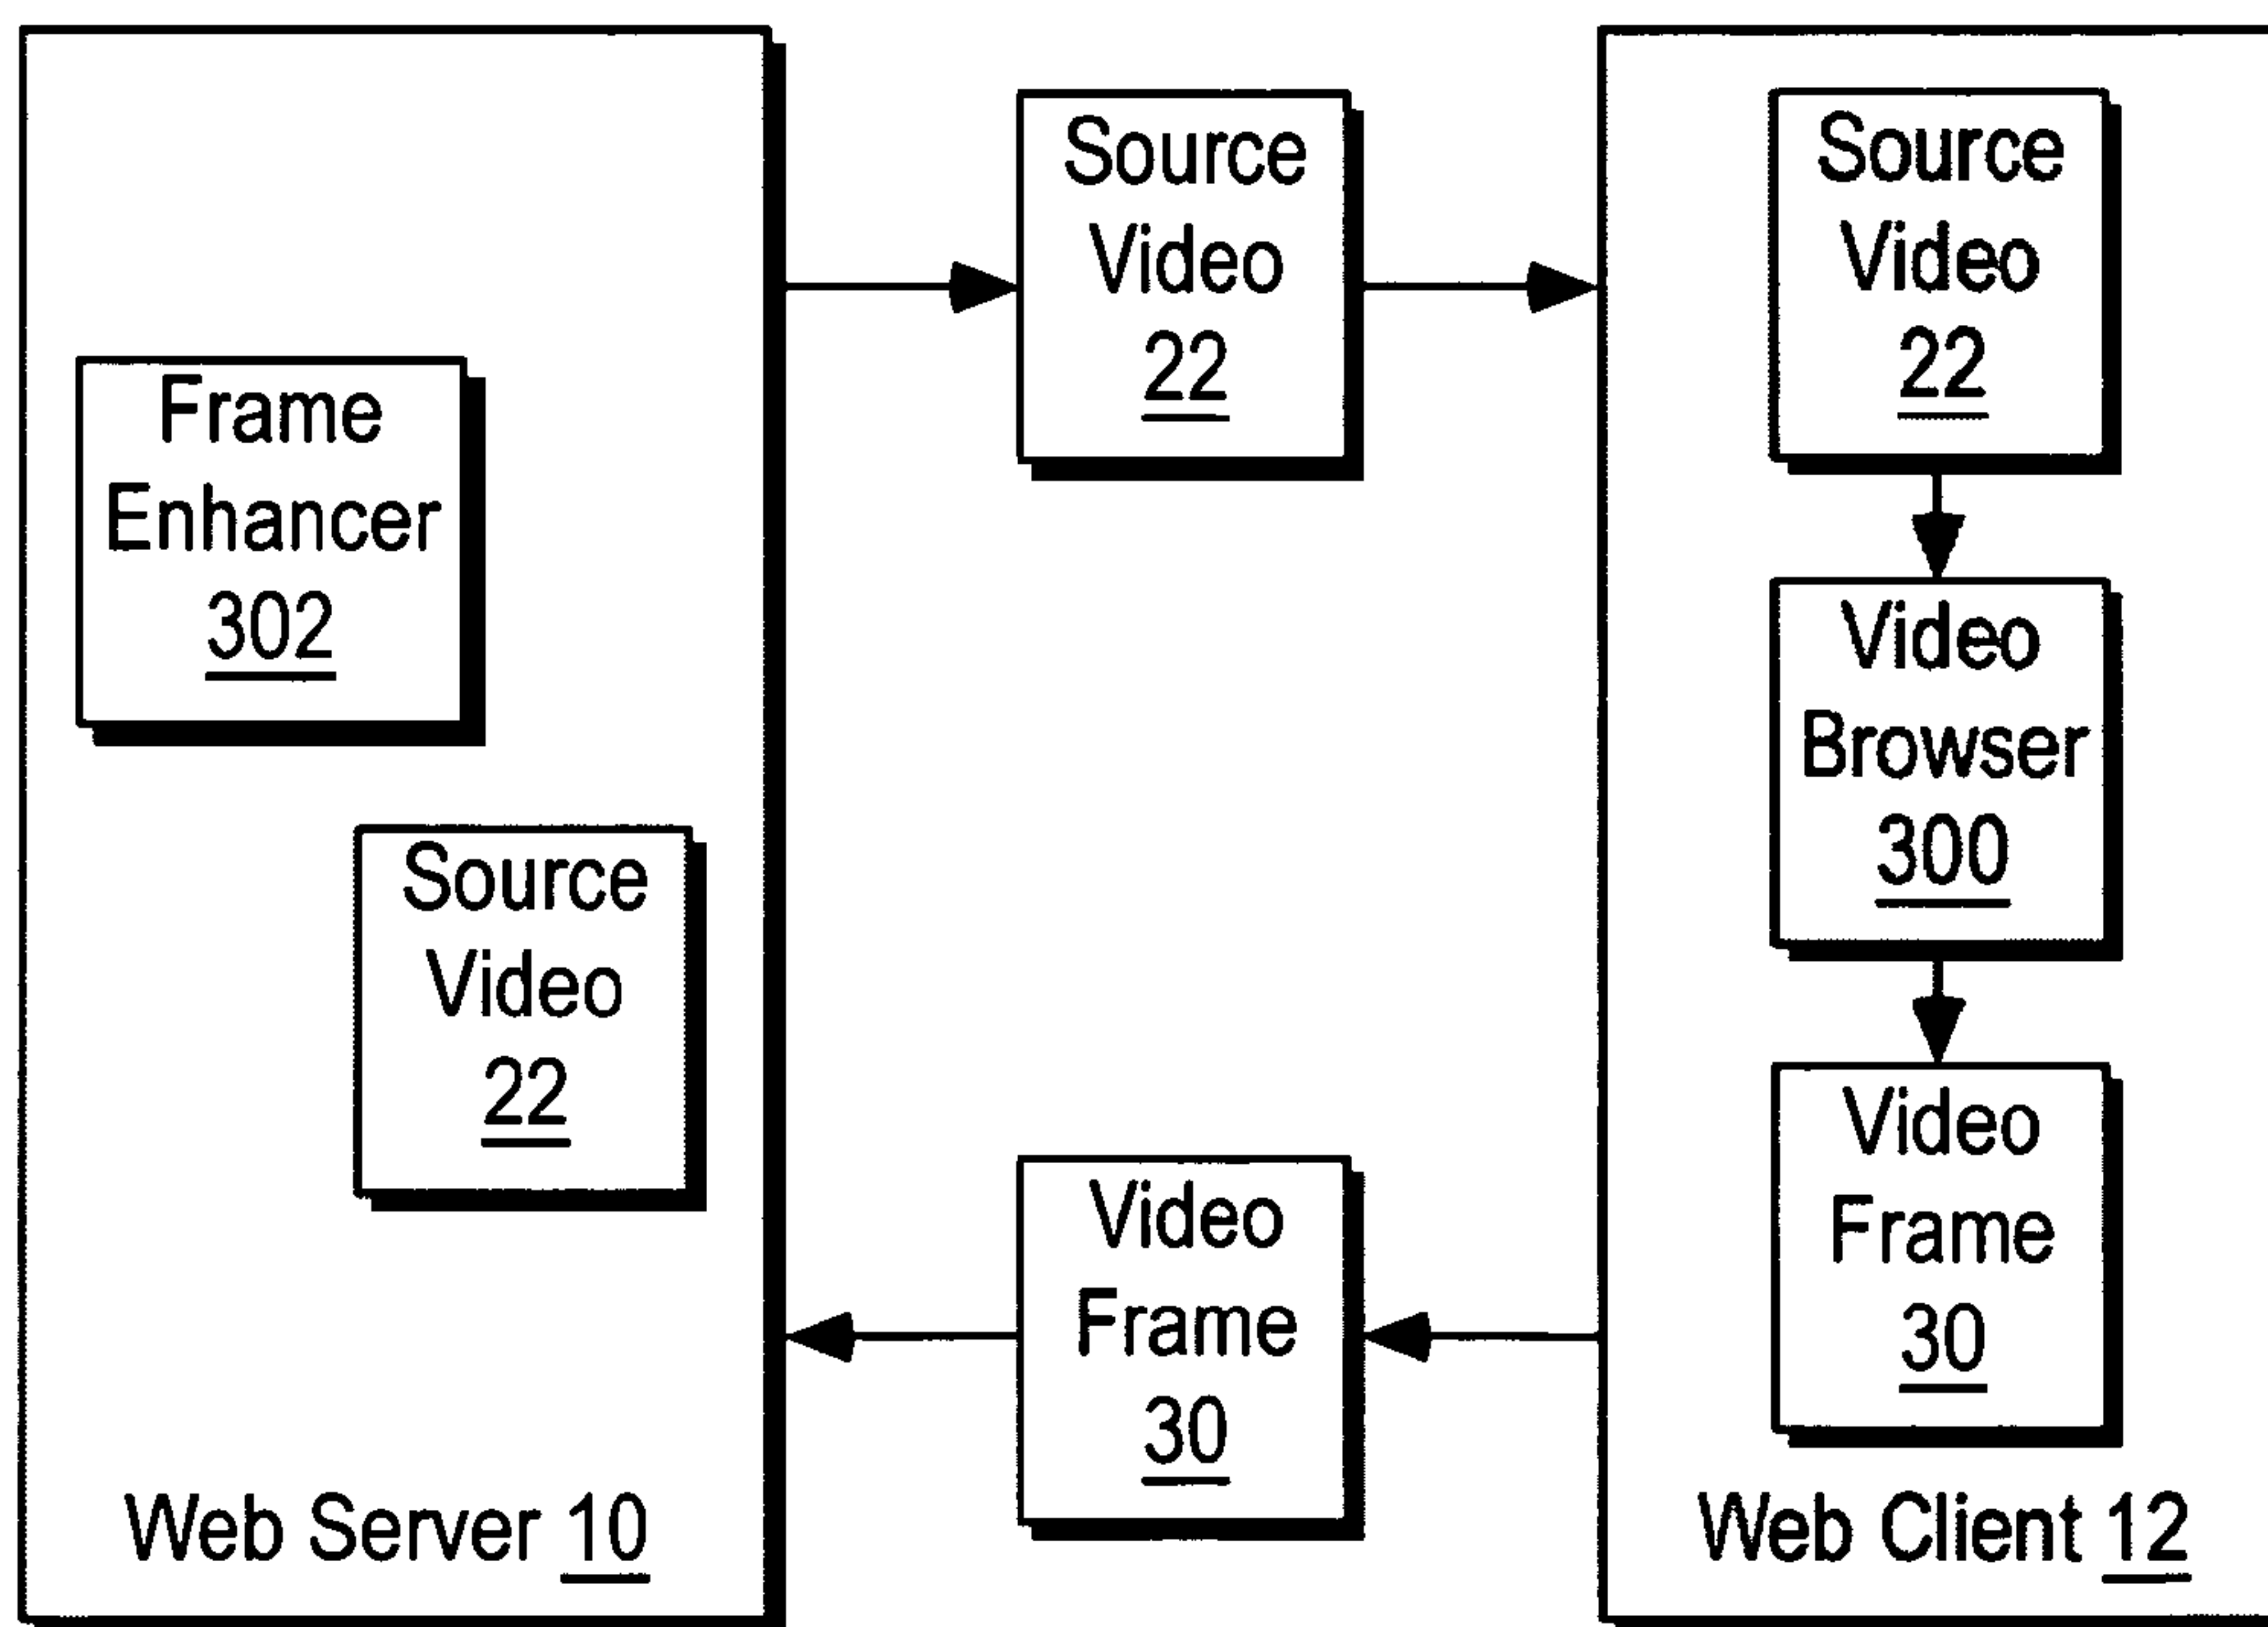 Frame
Enhancer
302
Source
Video
22
Web Server 10
Source
Video
22
Video
Frame
30
Source
Video
22
Video
Browser
300
Video
Frame
30
Web Client 12